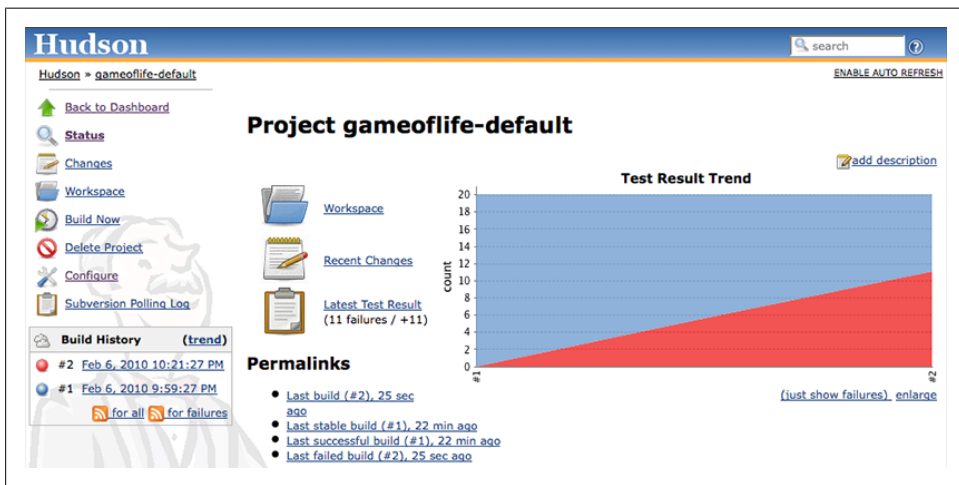 Hudson
search
Hudson » gameoflife-default
ENABLE AUTO REFRESH
Back to Dashboard
Status
Changes
Workspace
Build Now
Delete Project
Configure
Subversion Polling Log
Build History (trend)
#2 Feb 6, 2010 10:21:27 PM
#1 Feb 6, 2010 9:59:27 PM
for all for failures
Project gameoflife-default
add description
Workspace
Recent Changes
Latest Test Result
(11 failures / +11)
Test Result Trend
count
20
18
16
14
12
10
8
6
4
2
0
#1
#2
(just show failures) enlarge
Permalinks
Last build (#2), 25 sec
ago
Last stable build (#1), 22 min ago
Last successful build (#1), 22 min ago
Last failed build (#2), 25 sec ago